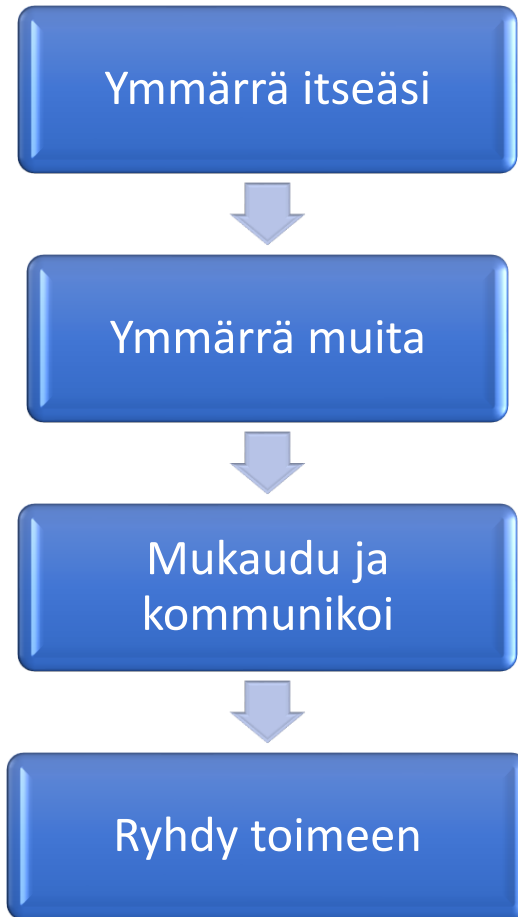 Ymmärrä itseäsi
Ymmärrä muita
Mukaudu ja
kommunikoi
Ryhdy toimeen